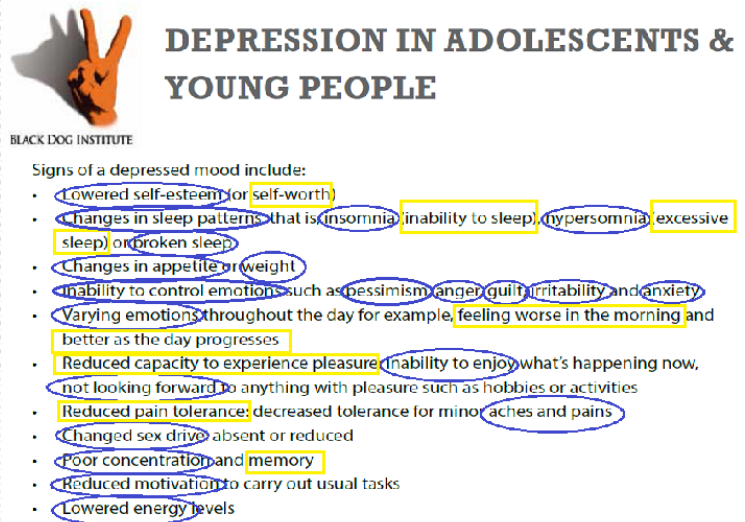 DEPRESSION IN ADOLESCENTS &
YOUNG PEOPLE
BLACK DOG INSTITUTE
Signs of a depressed mood include:
• Lowered self-esteem (or self-worth)
• Changes in sleep patterns, that is, insomnia (inability to sleep), hypersomnia (excessive
sleep) or broken sleep
• Changes in appetite or weight
• Inability to control emotions such as pessimism, anger, guilt, irritability and anxiety
• Varying emotions throughout the day for example, feeling worse in the morning and
better as the day progresses
• Reduced capacity to experience pleasure: inability to enjoy what's happening now,
not looking forward to anything with pleasure such as hobbies or activities
• Reduced pain tolerance: decreased tolerance for minor aches and pains
• Changed sex drive: absent or reduced
• Poor concentration and memory
• Reduced motivation to carry out usual tasks
• Lowered energy levels